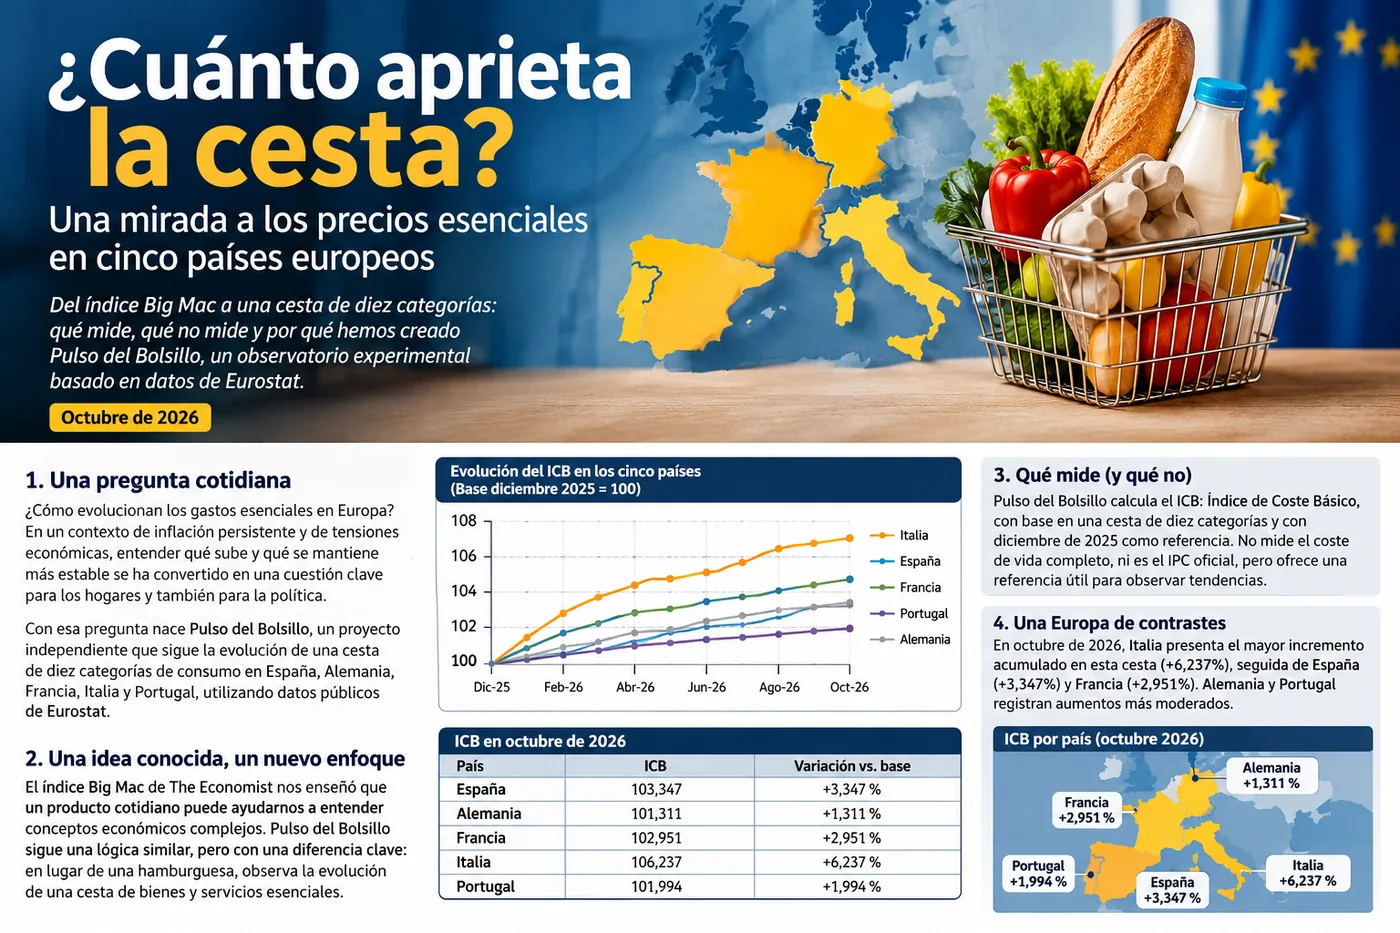 ¿Cuánto aprieta
la cesta?
Una mirada a los precios esenciales
en cinco países europeos
Del índice Big Mac a una cesta de diez categorías:
qué mide, qué no mide y por qué hemos creado
Pulso del Bolsillo, un observatorio experimental
basado en datos de Eurostat.
Octubre de 2026
1. Una pregunta cotidiana
¿Cómo evolucionan los gastos esenciales en Europa?
En un contexto de inflación persistente y de tensiones
económicas, entender qué sube y qué se mantiene
más estable se ha convertido en una cuestión clave
para los hogares y también para la política.
Con esa pregunta nace Pulso del Bolsillo, un proyecto
independiente que sigue la evolución de una cesta
de diez categorías de consumo en España, Alemania,
Francia, Italia y Portugal, utilizando datos públicos
de Eurostat.
2. Una idea conocida, un nuevo enfoque
El índice Big Mac de The Economist nos enseñó que
un producto cotidiano puede ayudarnos a entender
conceptos económicos complejos. Pulso del Bolsillo
sigue una lógica similar, pero con una diferencia clave:
en lugar de una hamburguesa, observa la evolución
de una cesta de bienes y servicios esenciales.
Evolución del ICB en los cinco países
(Base diciembre 2025 = 100)
108
106
104
102
100
Dic-25 Feb-26 Abr-26 Jun-26 Ago-26 Oct-26
Italia
España
Francia
Portugal
Alemania
ICB en octubre de 2026
País ICB Variación vs. base
España 103,347 +3,347 %
Alemania 101,311 +1,311 %
Francia 102,951 +2,951 %
Italia 106,237 +6,237 %
Portugal 101,994 +1,994 %
3. Qué mide (y qué no)
Pulso del Bolsillo calcula el ICB: Índice de Coste Básico,
con base en una cesta de diez categorías y con
diciembre de 2025 como referencia. No mide el coste
de vida completo, ni es el IPC oficial, pero ofrece una
referencia útil para observar tendencias.
4. Una Europa de contrastes
En octubre de 2026, Italia presenta el mayor incremento
acumulado en esta cesta (+6,237%), seguida de España
(+3,347%) y Francia (+2,951%). Alemania y Portugal
registran aumentos más moderados.
ICB por país (octubre 2026)
Alemania
+1,311 %
Francia
+2,951 %
Portugal
+1,994 %
España
+3,347 %
Italia
+6,237 %